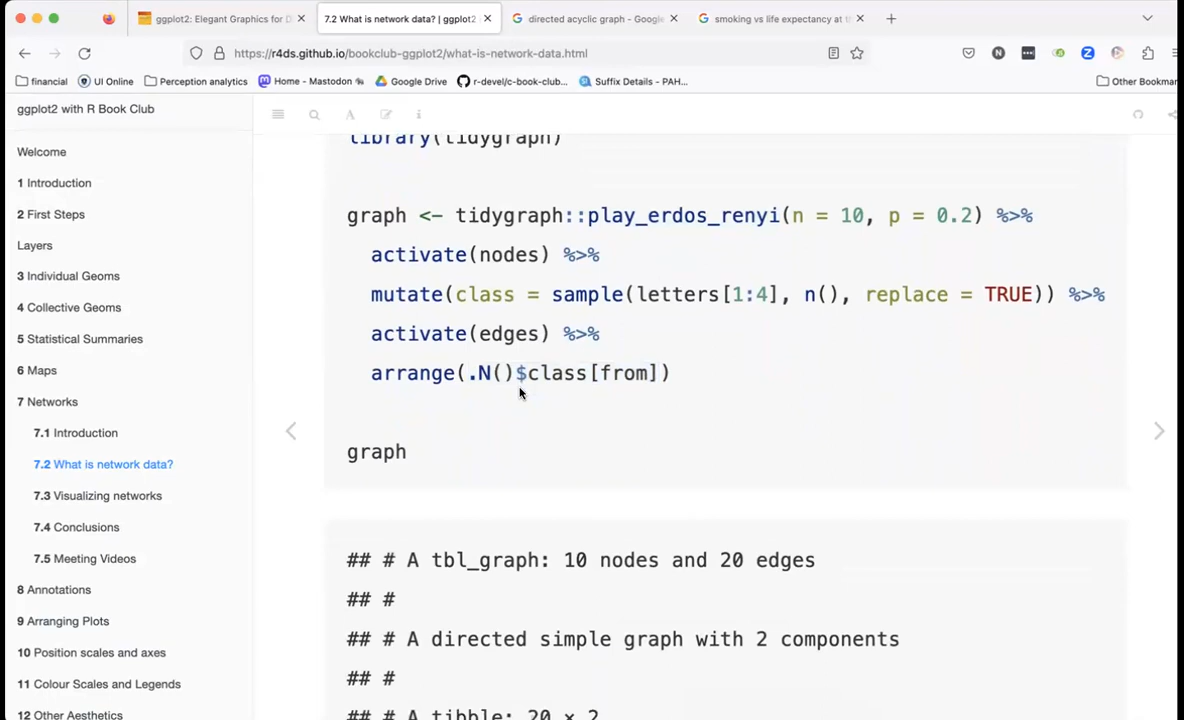 ggplot2: Elegant Graphics for D
7.2 What is network data? | ggplot2
directed acyclic graph - Google
smoking vs life expectancy at t
https://r4ds.github.io/bookclub-ggplot2/what-is-network-data.html
financial
UI Online
Perception analytics
Home - Mastodon
Google Drive
r-devel/c-book-club...
Suffix Details - PAH...
Other Bookmar
ggplot2 with R Book Club
Welcome
1 Introduction
2 First Steps
Layers
3 Individual Geoms
4 Collective Geoms
5 Statistical Summaries
6 Maps
7 Networks
7.1 Introduction
7.2 What is network data?
7.3 Visualizing networks
7.4 Conclusions
7.5 Meeting Videos
8 Annotations
9 Arranging Plots
10 Position scales and axes
11 Colour Scales and Legends
12 Other Aesthetics
library(tidygraph)
graph <- tidygraph::play_erdos_renyi(n = 10, p = 0.2) %>%
activate(nodes) %>%
mutate(class = sample(letters[1:4], n(), replace = TRUE)) %>%
activate(edges) %>%
arrange(.N()$class[from])
graph
## # A tbl_graph: 10 nodes and 20 edges
## #
## # A directed simple graph with 2 components
## #
## # A tibble: 20 × 2